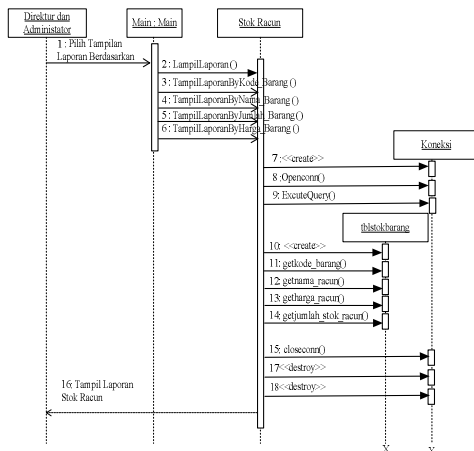 Direktur dan
Administator
Main ; Main
Stok Racun
1 : Pilih Tampilan
Laporan Berdasarkan
2 : LampilLaporan()
3 : TampilLaporanByKode_Barang()
4 : TampilLaporanByNama_Barang()
5 : TampilLaporanByJumlah_Barang()
6 : TampilLaporanByHarga_Barang()
Koneksi
7 :<<create>>
8 ;Openconn()
9: ExcuteQuery()
tblstokbarang
10: <<create>
11: getkode_barang()
12: getnama_racun()
13: getharga_racun()
14: getjumlah_stok_racun()
15: closeconn()
17<<destroy>>
18<<destroy>>
16; Tampil Laporan
Stok Racun
X
X